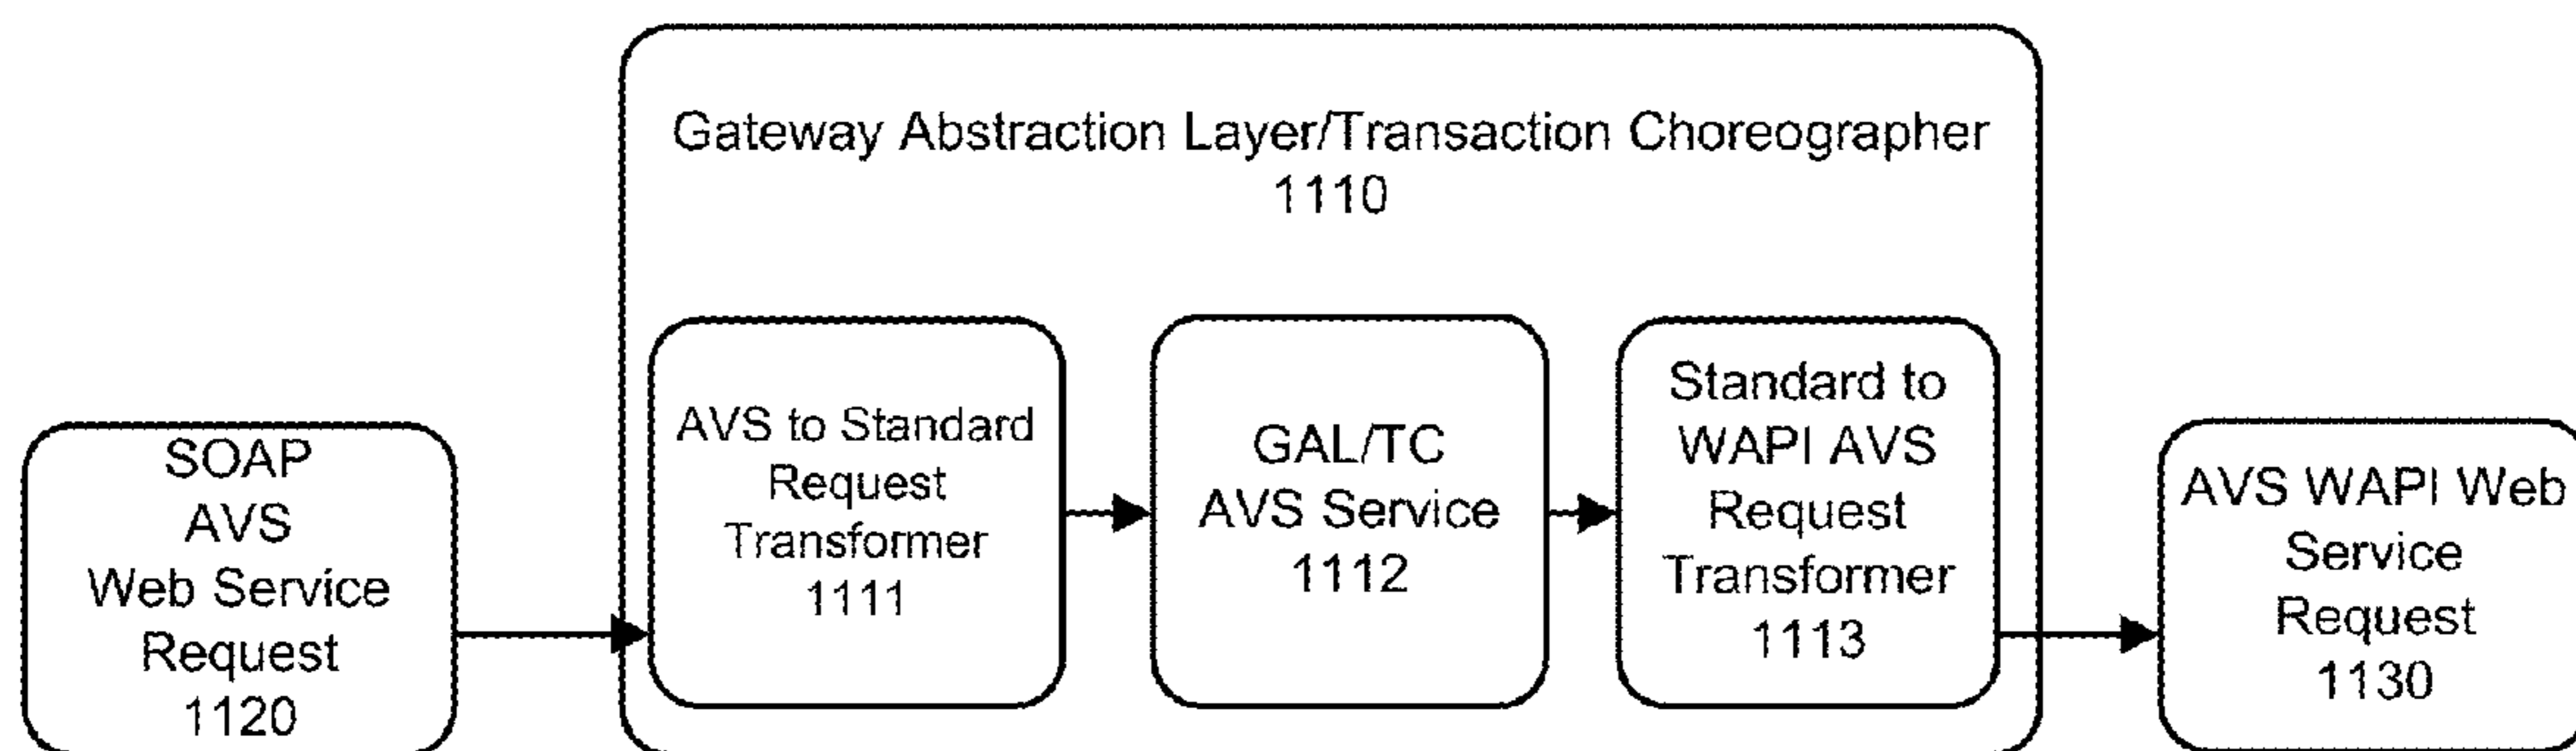 Gateway Abstraction Layer/Transaction Choreographer
1110
SOAP
AVS
Web Service
Request
1120
AVS to Standard
Request
Transformer
1111
GAL/TC
AVS Service
1112
Standard to
WAPI AVS
Request
Transformer
1113
AVS WAPI Web
Service
Request
1130